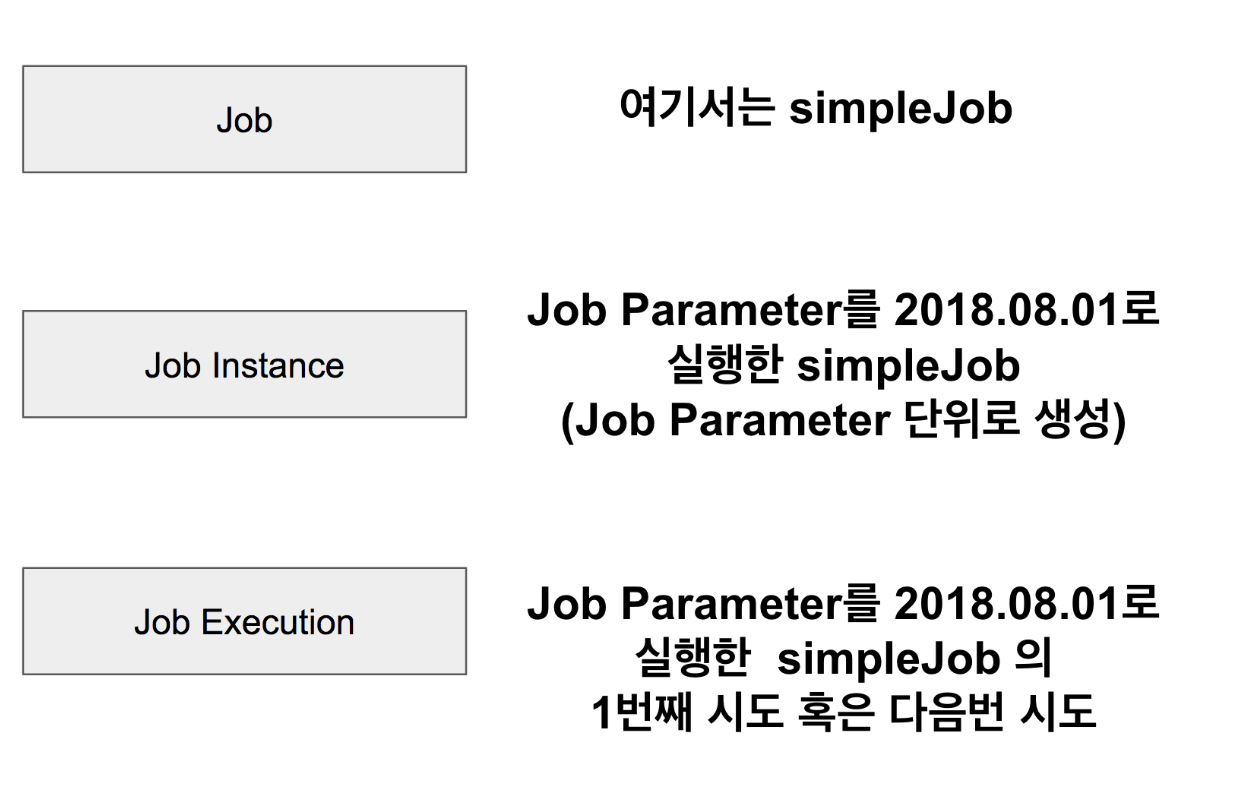 Job
여기서는 simpleJob
Job Instance
Job Parameter를 2018.08.01로
실행한 simpleJob
(Job Parameter 단위로 생성)
Job Execution
Job Parameter를 2018.08.01로
실행한  simpleJob 의
1번째 시도 혹은 다음번 시도